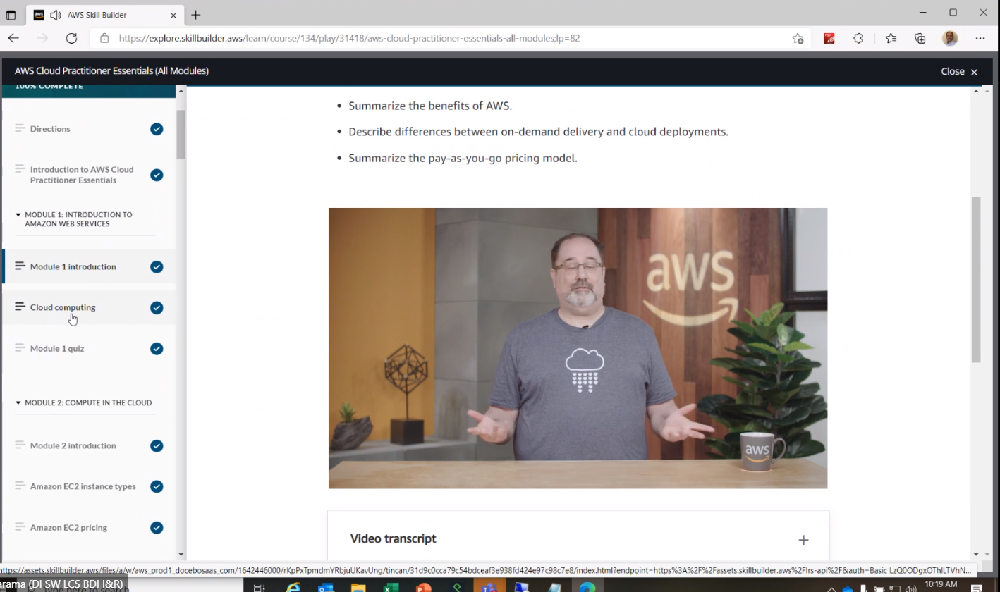 aws AWS Skill Builder
https://explore.skillbuilder.aws/learn/course/134/play/31418/aws-cloud-practitioner-essentials-all-modules;lp=82
PDF
AWS Cloud Practitioner Essentials (All Modules)
Close
100% COMPLETE
Directions
Introduction to AWS Cloud
Practitioner Essentials
MODULE 1: INTRODUCTION TO
AMAZON WEB SERVICES
Module 1 introduction
Cloud computing
Module 1 quiz
MODULE 2: COMPUTE IN THE CLOUD
Module 2 introduction
Amazon EC2 instance types
Amazon EC2 pricing
• Summarize the benefits of AWS.
• Describe differences between on-demand delivery and cloud deployments.
• Summarize the pay-as-you-go pricing model.
aws
aws
Video transcript
https://assets.skillbuilder.aws/files/a/w/aws_prod1_docebosaas_com/1642446000/rKpPxTpmdmYRbjuUKavUng/tincan/31d9c0cca79c54bdceaf3e938fd424e97c98c7e8/index.html?endpoint=https%3A%2F%2Fassets.skillbuilder.aws%2Flrs-api%2F&auth=Basic LzQ0ODgxOThlLTVhN...
arama (DI SW LCS BDI I&R)
Type here to search
10:19 AM